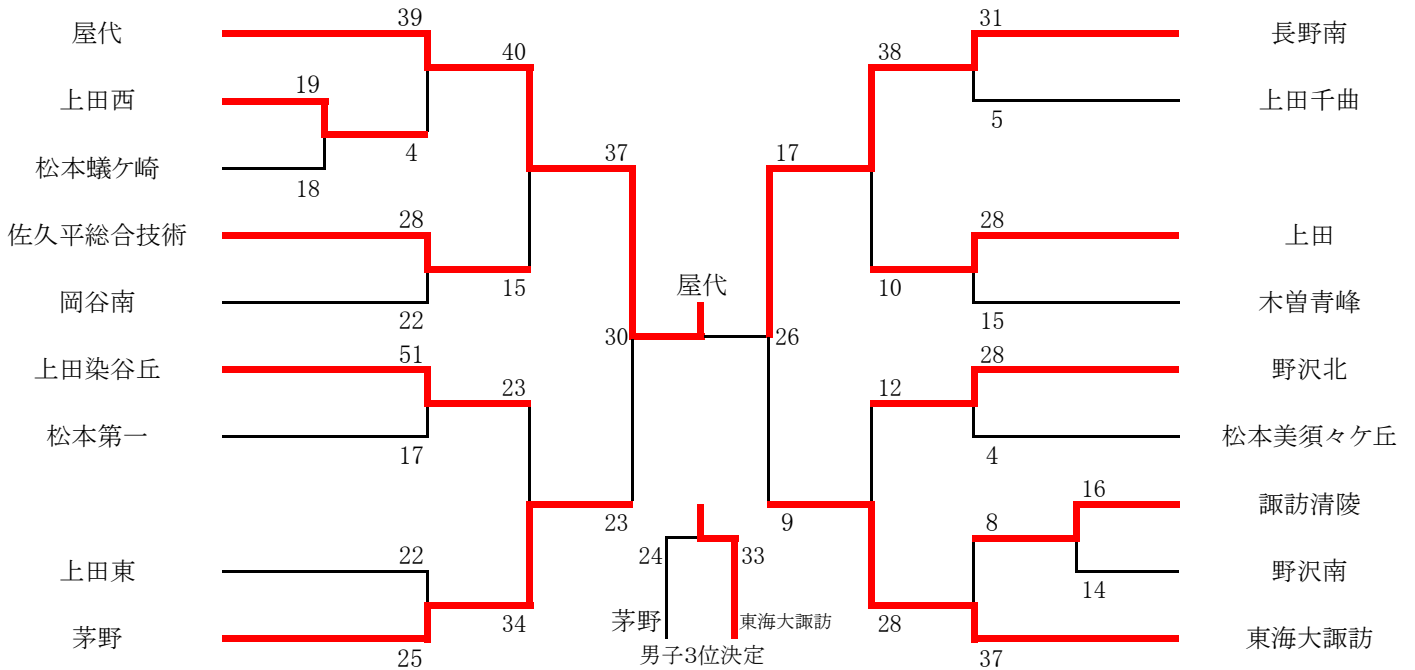 39
31
屋代
40
38
長野南
19
上田西
上田千曲
5
4
37
17
松本蟻ケ崎
18
28
28
佐久平総合技術
上田
屋代
15
10
岡谷南
木曽青峰
22
15
30
26
51
28
上田染谷丘
23
12
野沢北
松本第一
松本美須々ケ丘
17
4
16
諏訪清陵
23
9
8
22
24
33
上田東
野沢南
14
茅野
東海大諏訪
34
28
茅野
東海大諏訪
25
男子3位決定
37